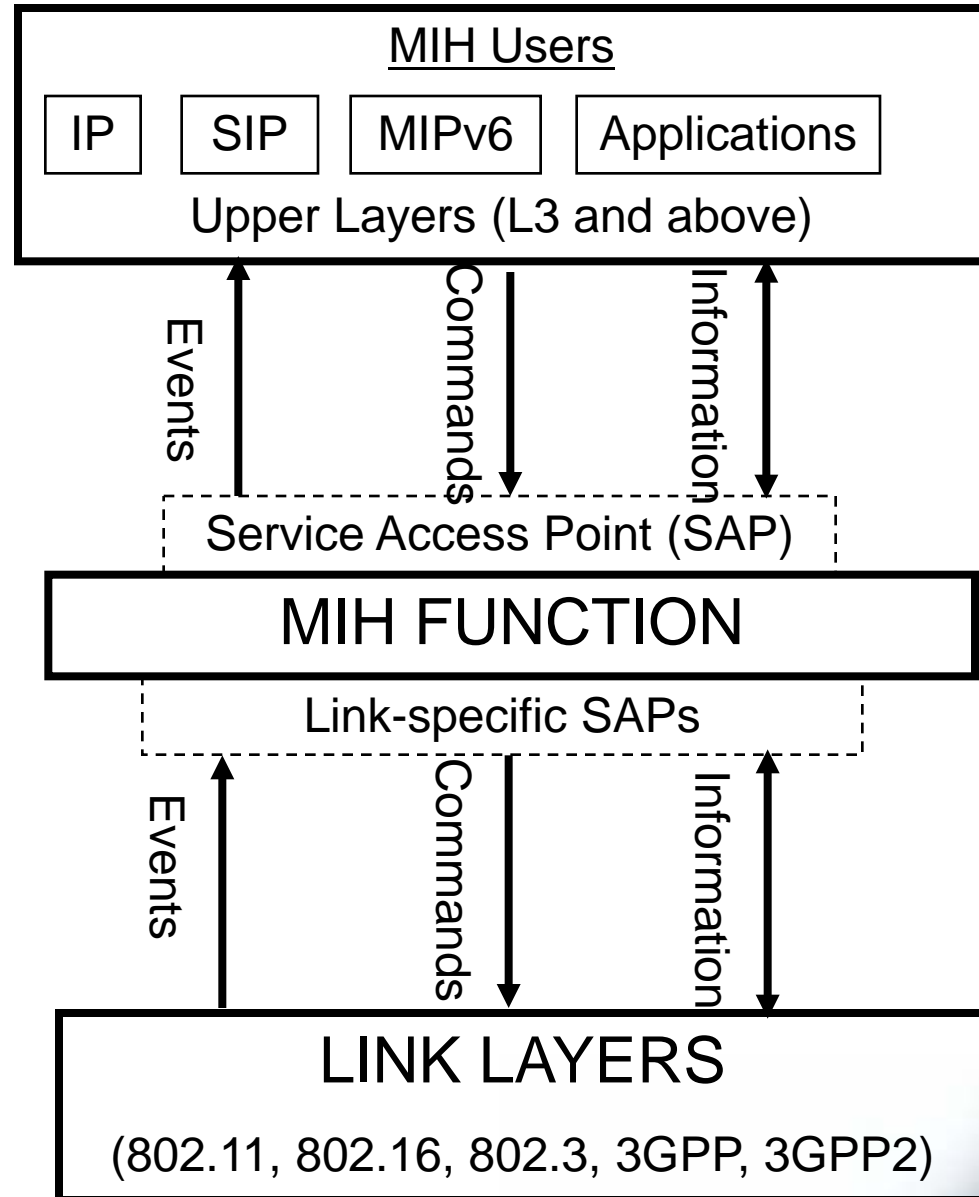 MIH Users
IP
SIP
MIPv6
Applications
Upper Layers (L3 and above)
Events
Commands
Information
Service Access Point (SAP)
MIH FUNCTION
Link-specific SAPs
Events
Commands
Information
LINK LAYERS
(802.11, 802.16, 802.3, 3GPP, 3GPP2)